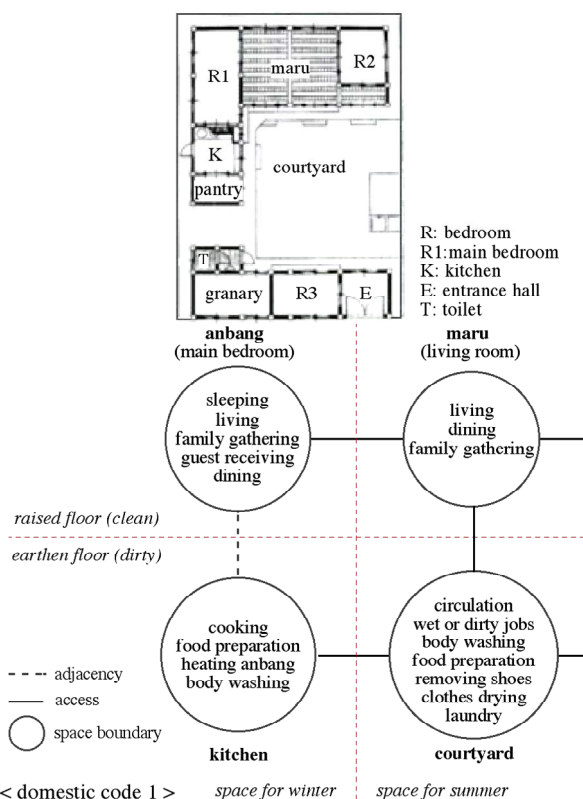 R1
maru
R2
K
courtyard
pantry
T
granary
R3
E
R: bedroom
R1:main bedroom
K: kitchen
E: entrance hall
T: toilet
anbang
(main bedroom)
maru
(living room)
sleeping
living
family gathering
guest receiving
dining
living
dining
family gathering
raised floor (clean)
earthen floor (dirty)
cooking
food preparation
heating anbang
body washing
circulation
wet or dirty jobs
body washing
food preparation
removing shoes
clothes drying
laundry
adjacency
access
space boundary
kitchen
courtyard
< domestic code 1 >
space for winter
space for summer